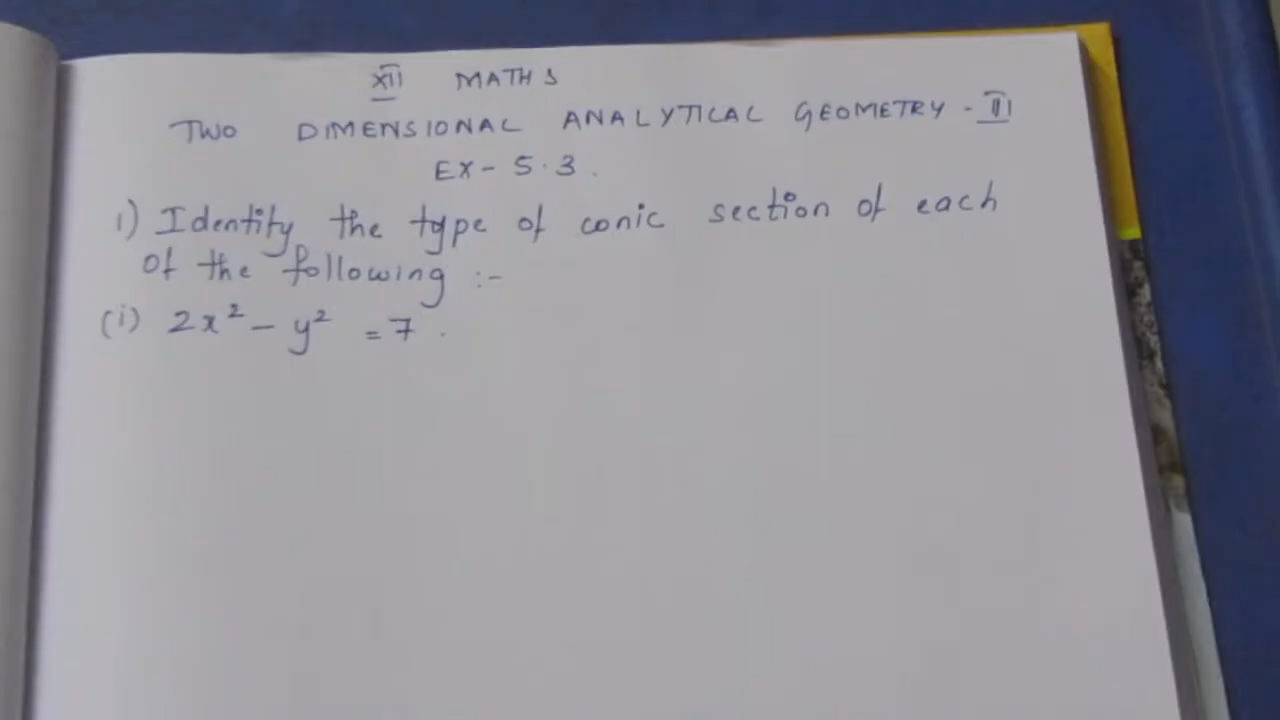 XII MATHS
TWO DIMENSIONAL ANALYTICAL GEOMETRY - II
EX - 5.3.
1) Identify the type of conic section of each
of the following :-
(i) 2x² - y² = 7.